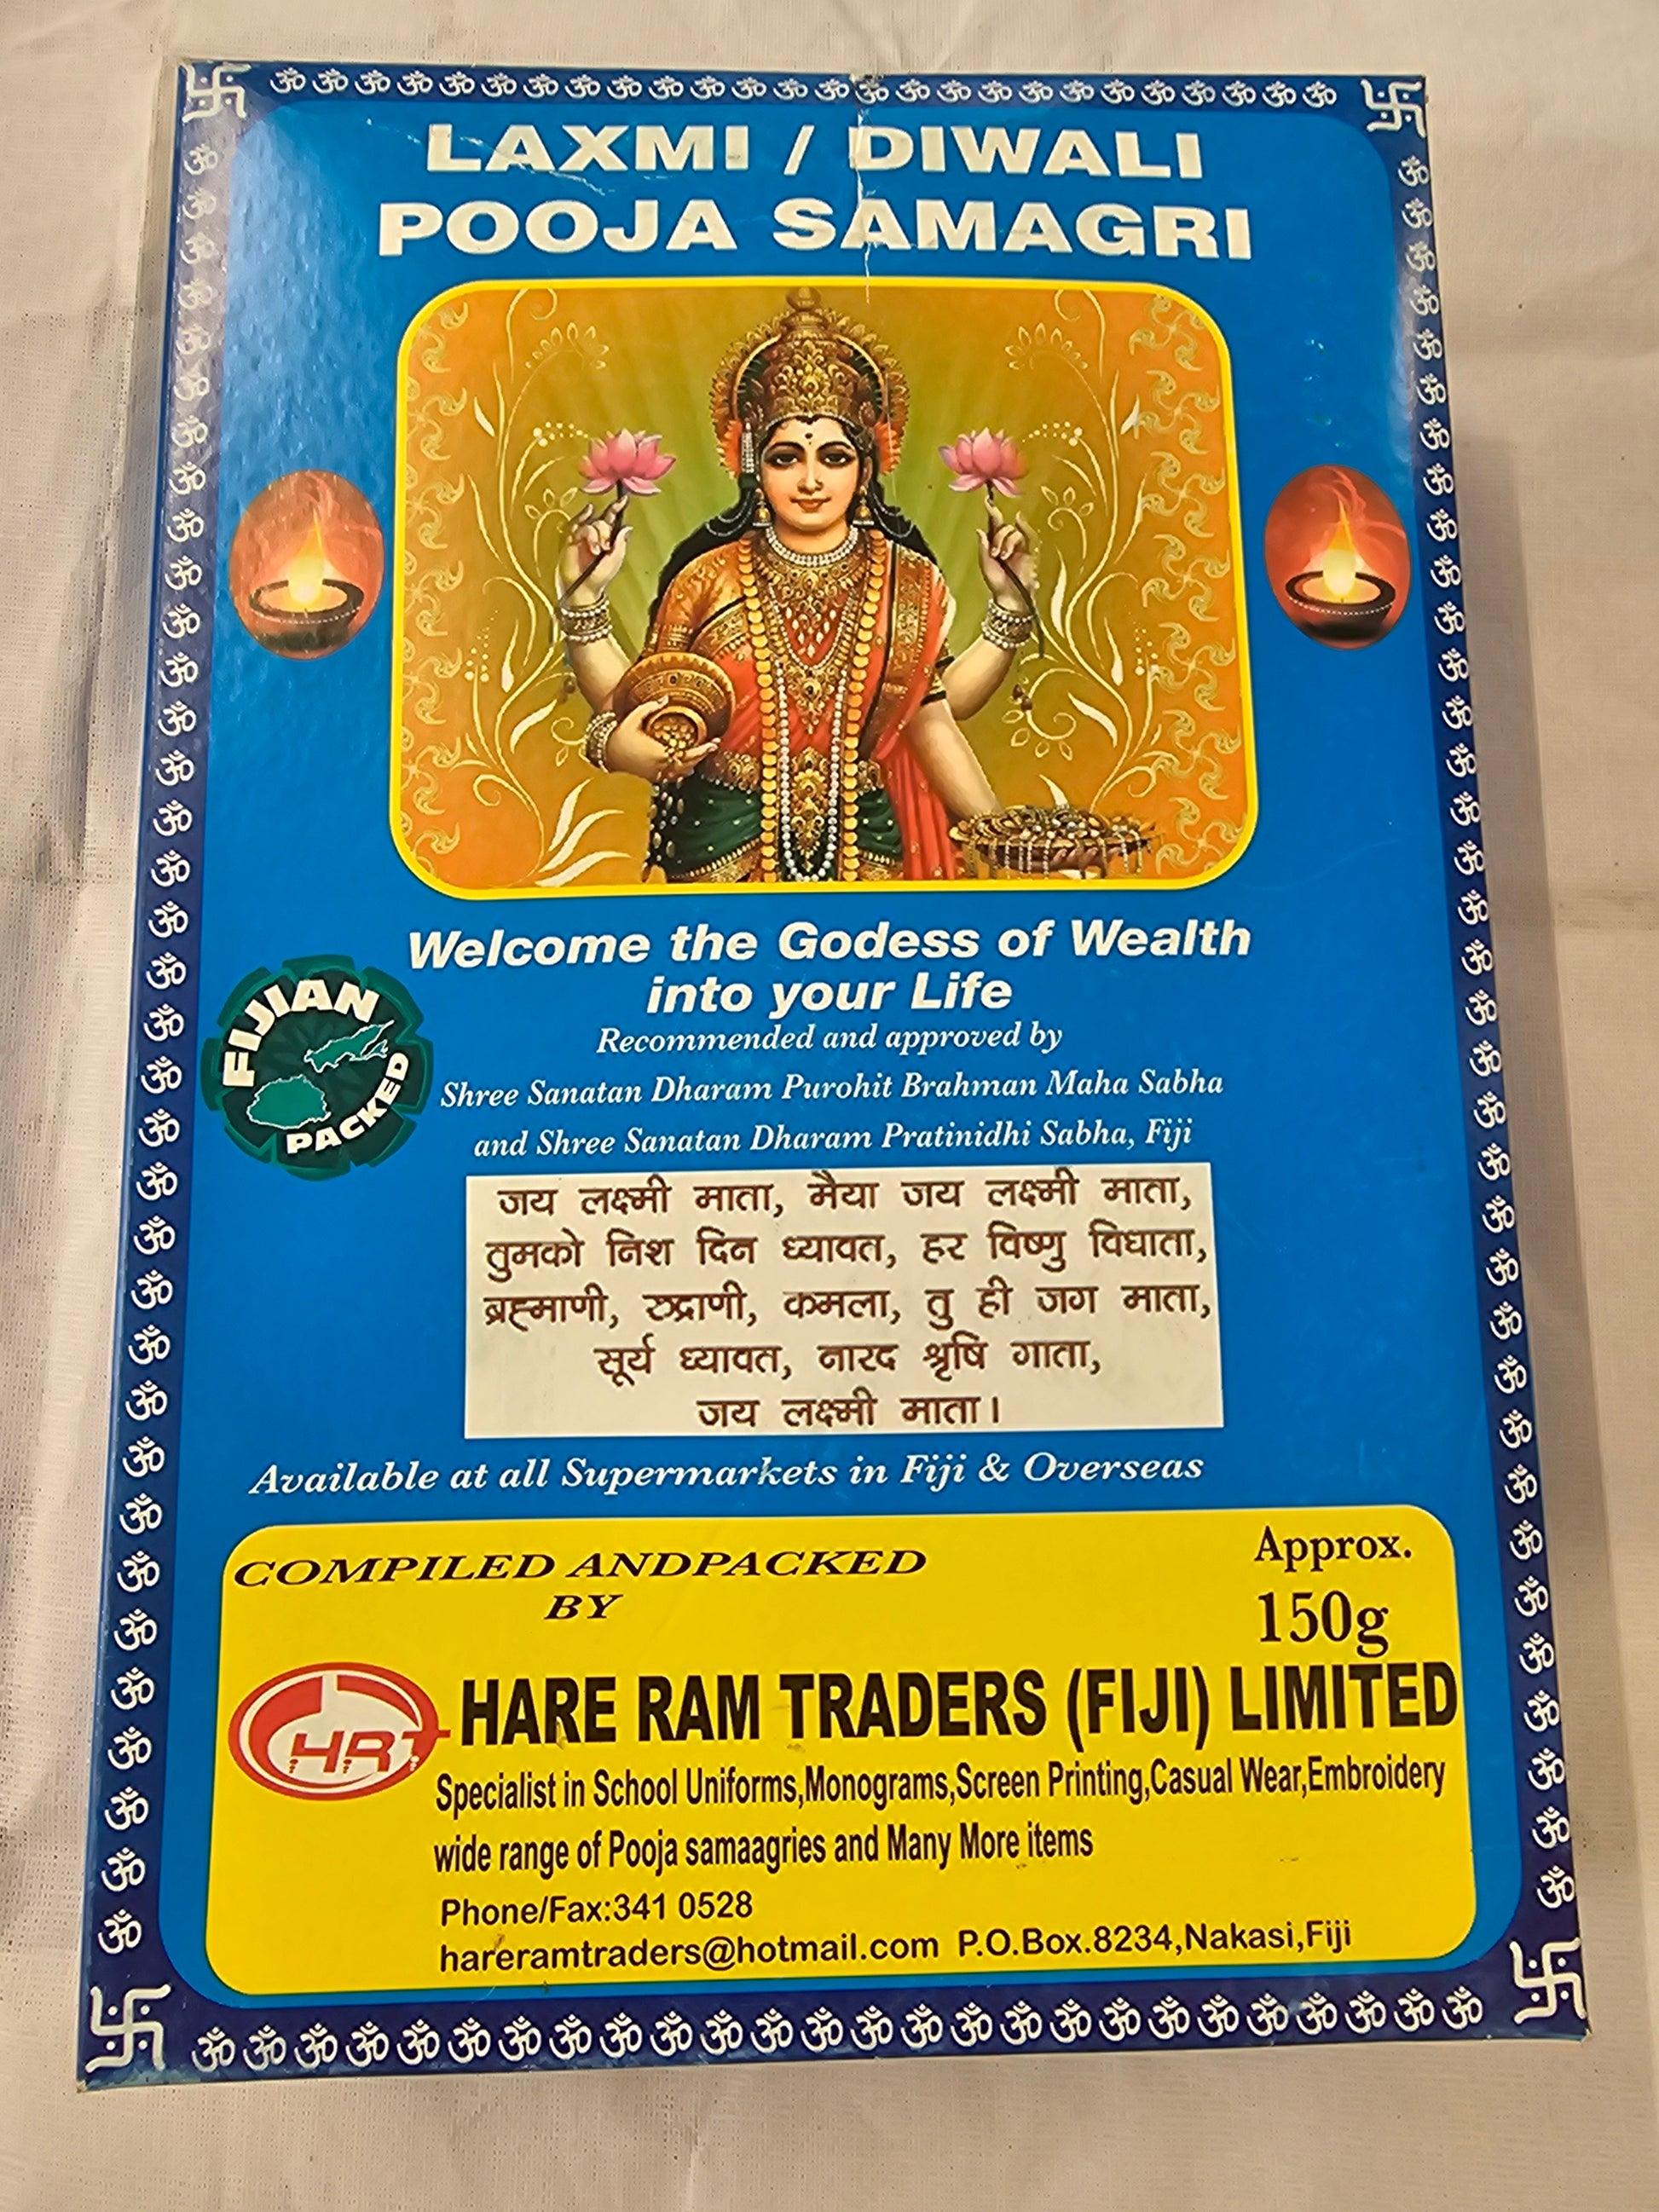 ॐ ॐ ॐ ॐ ॐ ॐ ॐ ॐ ॐ ॐ ॐ ॐ ॐ ॐ ॐ ॐ ॐ ॐ ॐ ॐ ॐ ॐ ॐ ॐ ॐ ॐ
LAXMI / DIWALI
POOJA SAMAGRI
Welcome the Godess of Wealth
into your Life
FIJIAN
PACKED
Recommended and approved by
Shree Sanatan Dharam Purohit Brahman Maha Sabha
and Shree Sanatan Dharam Pratinidhi Sabha, Fiji
जय लक्ष्मी माता, मैया जय लक्ष्मी माता,
तुमको निश दिन ध्यावत, हर विष्णु विधाता,
ब्रह्माणी, रुद्राणी, कमला, तु ही जग माता,
सूर्य ध्यावत, नारद श्रृषि गाता,
जय लक्ष्मी माता।
Available at all Supermarkets in Fiji & Overseas
COMPILED ANDPACKED
BY
Approx.
150g
HRT
HARE RAM TRADERS (FIJI) LIMITED
Specialist in School Uniforms,Monograms,Screen Printing,Casual Wear,Embroidery
wide range of Pooja samaagries and Many More items
Phone/Fax:341 0528
hareramtraders@hotmail.com P.O.Box.8234,Nakasi,Fiji
ॐ ॐ ॐ ॐ ॐ ॐ ॐ ॐ ॐ ॐ ॐ ॐ ॐ ॐ ॐ ॐ ॐ ॐ ॐ ॐ ॐ ॐ ॐ ॐ ॐ ॐ